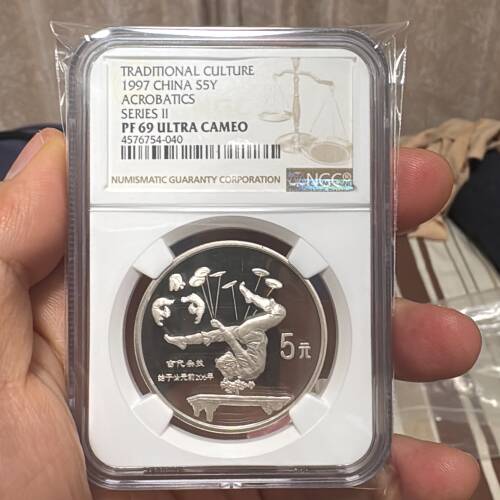 TRADITIONAL CULTURE
1997 CHINA S5Y
ACROBATICS
SERIES II
PF 69 ULTRA CAMEO
4576754-040
NUMISMATIC GUARANTY CORPORATION
NGC
5元
古代杂技
始于公元前206年